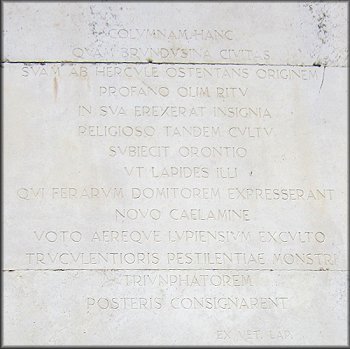 COLVMNAM HANC
QVAM BRVNDVSINA CIVITAS
SVAM AB HERCVLE OSTENTANS ORIGINEM
PROFANO OLIM RITV
IN SVA EREXERAT INSIGNIA
RELIGIOSO TANDEM CVLTV
SVBIECIT ORONTIO
VT LAPIDES ILLI
QVI FERARVM DOMITOREM EXPRESSERANT
NOVO CAELAMINE
VOTO AEREQVE LVPIENSIVM EXCVLTO
TRVCVLENTIORIS PESTILENTIAE MONSTRI
TRIVNPHATOREM
POSTERIS CONSIGNARENT
EX VET. LAP.